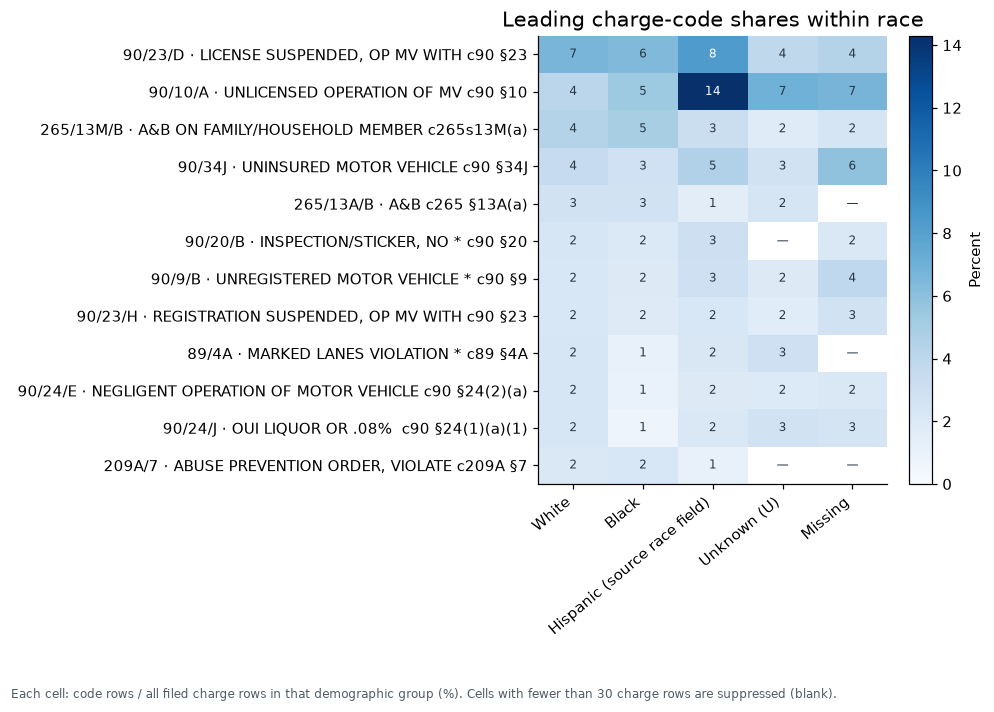 Leading charge-code shares within race
90/23/D · LICENSE SUSPENDED, OP MV WITH c90 §23 7 6 8 4 4
90/10/A · UNLICENSED OPERATION OF MV c90 §10 4 5 14 7 7
265/13M/B · A&B ON FAMILY/HOUSEHOLD MEMBER c265s13M(a) 4 5 3 2 2
90/34J · UNINSURED MOTOR VEHICLE c90 §34J 4 3 5 3 6
265/13A/B · A&B c265 §13A(a) 3 3 1 2 —
90/20/B · INSPECTION/STICKER, NO * c90 §20 2 2 3 — 2
90/9/B · UNREGISTERED MOTOR VEHICLE * c90 §9 2 2 3 2 4
90/23/H · REGISTRATION SUSPENDED, OP MV WITH c90 §23 2 2 2 2 3
89/4A · MARKED LANES VIOLATION * c89 §4A 2 1 2 3 —
90/24/E · NEGLIGENT OPERATION OF MOTOR VEHICLE c90 §24(2)(a) 2 1 2 2 2
90/24/J · OUI LIQUOR OR .08%  c90 §24(1)(a)(1) 2 1 2 3 3
209A/7 · ABUSE PREVENTION ORDER, VIOLATE c209A §7 2 2 1 — —
White
Black
Hispanic (source race field)
Unknown (U)
Missing
14
12
10
8
6
4
2
0
Percent
Each cell: code rows / all filed charge rows in that demographic group (%). Cells with fewer than 30 charge rows are suppressed (blank).